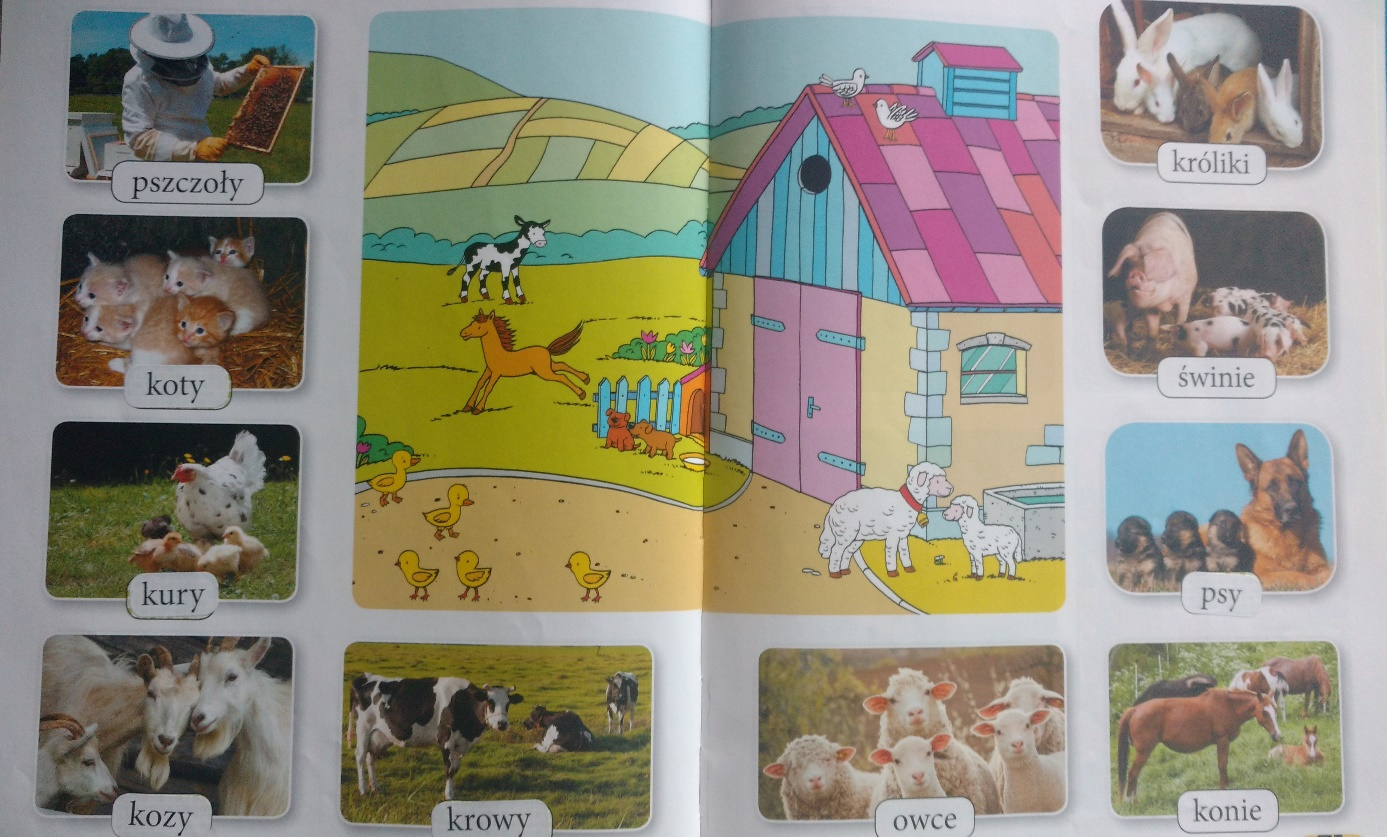 pszczoły
króliki
koty
świnie
kury
psy
kozy
krowy
owce
konie